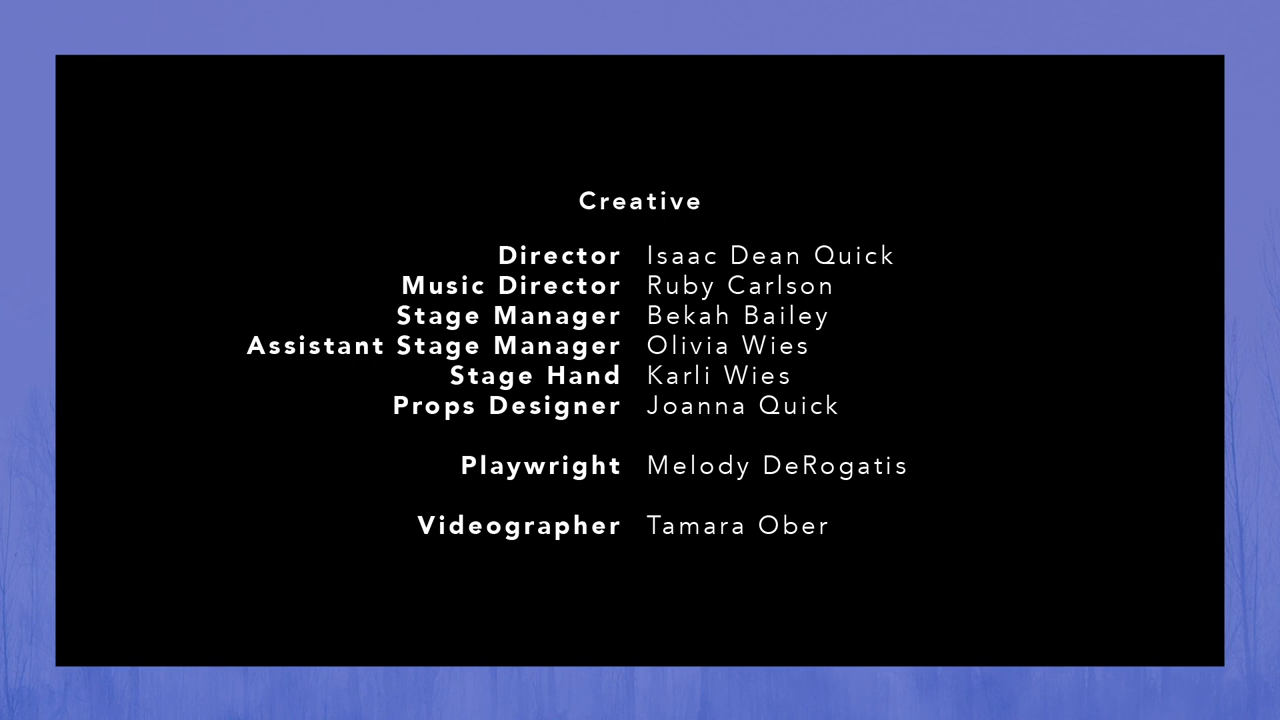 Creative
Director Isaac Dean Quick
Music Director Ruby Carlson
Stage Manager Bekah Bailey
Assistant Stage Manager Olivia Wies
Stage Hand Karli Wies
Props Designer Joanna Quick
Playwright Melody DeRogatis
Videographer Tamara Ober